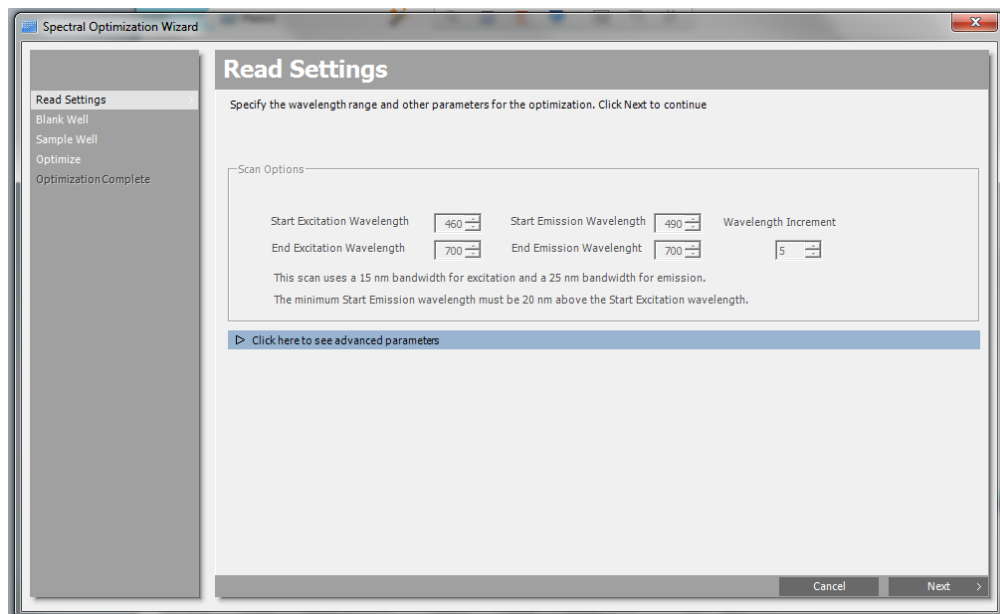 Spectral Optimization Wizard
Read Settings
Blank Well
Sample Well
Optimize
Optimization Complete
Read Settings
Specify the wavelength range and other parameters for the optimization. Click Next to continue
Scan Options
Start Excitation Wavelength 460 Start Emission Wavelength 490 Wavelength Increment
End Excitation Wavelength 700 End Emission Wavelenght 700 5
This scan uses a 15 nm bandwidth for excitation and a 25 nm bandwidth for emission.
The minimum Start Emission wavelength must be 20 nm above the Start Excitation wavelength.
Click here to see advanced parameters
Cancel Next >